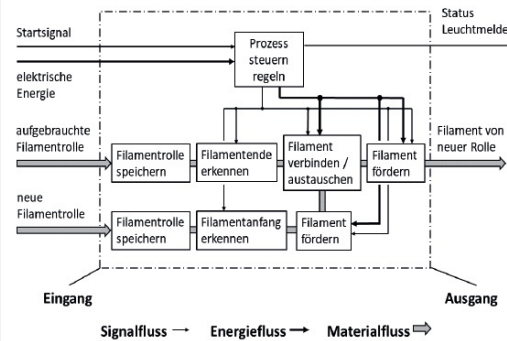 Startsignal
elektrische
Energie
Prozess
steuern
regeln
Status
Leuchtmelde
aufgebrauchte
Filamentrolle
Filamentrolle
speichern
Filamentende
erkennen
Filament
verbinden /
austauschen
Filament
fördern
Filament von
neuer Rolle
neue
Filamentrolle
Filamentrolle
speichern
Filamentanfang
erkennen
Filament
fördern
Eingang
Ausgang
Signalfluss
Energiefluss
Materialfluss